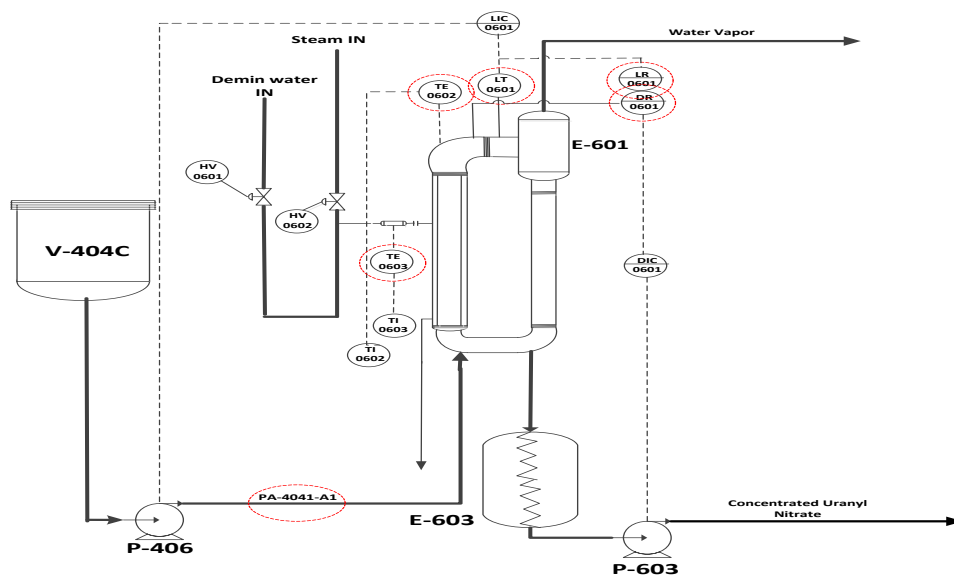 LIC
0601
Steam IN
Water Vapor
Demin water
IN
TE
0602
LT
0601
LR
0601
DR
0601
E-601
HV
0601
HV
0602
V-404C
TE
0603
DIC
0601
TI
0603
TI
0602
PA-4041-A1
E-603
Concentrated Uranyl
Nitrate
P-406
P-603